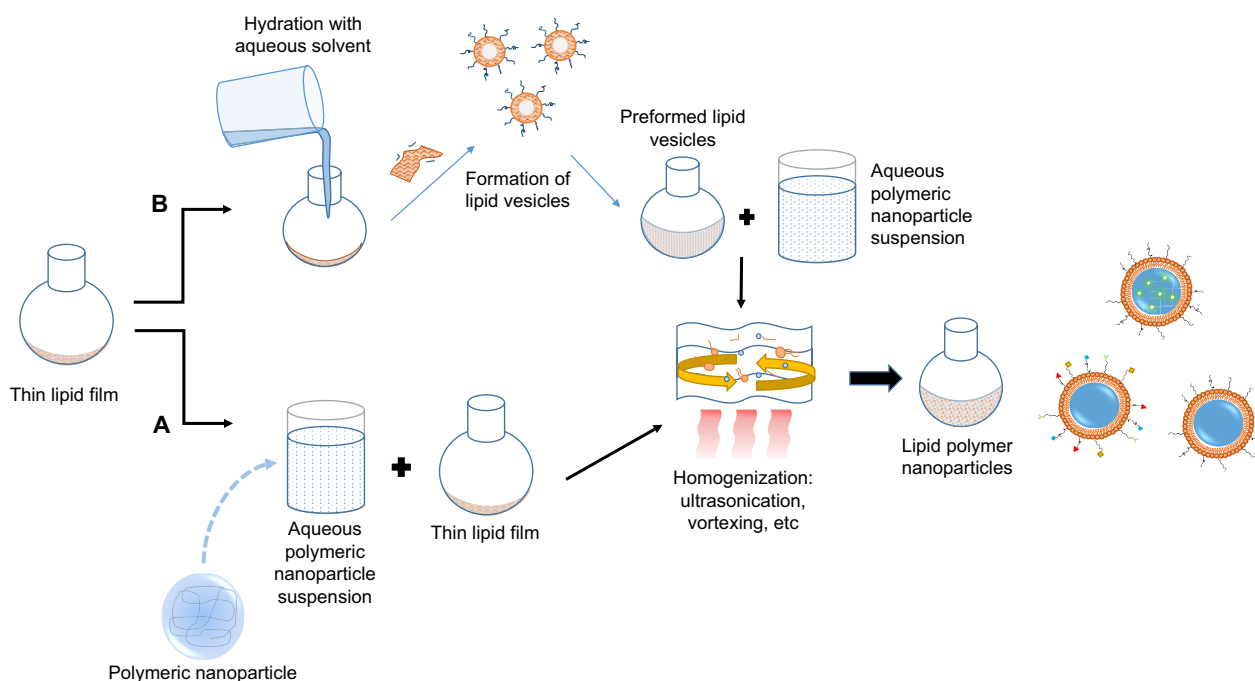 Hydration with
aqueous solvent
B
Formation of
lipid vesicles
Preformed lipid
vesicles
Aqueous
polymeric
nanoparticle
suspension
Thin lipid film
A
Aqueous
polymeric
nanoparticle
suspension
Thin lipid film
Polymeric nanoparticle
Homogenization:
ultrasonication,
vortexing, etc
Lipid polymer
nanoparticles